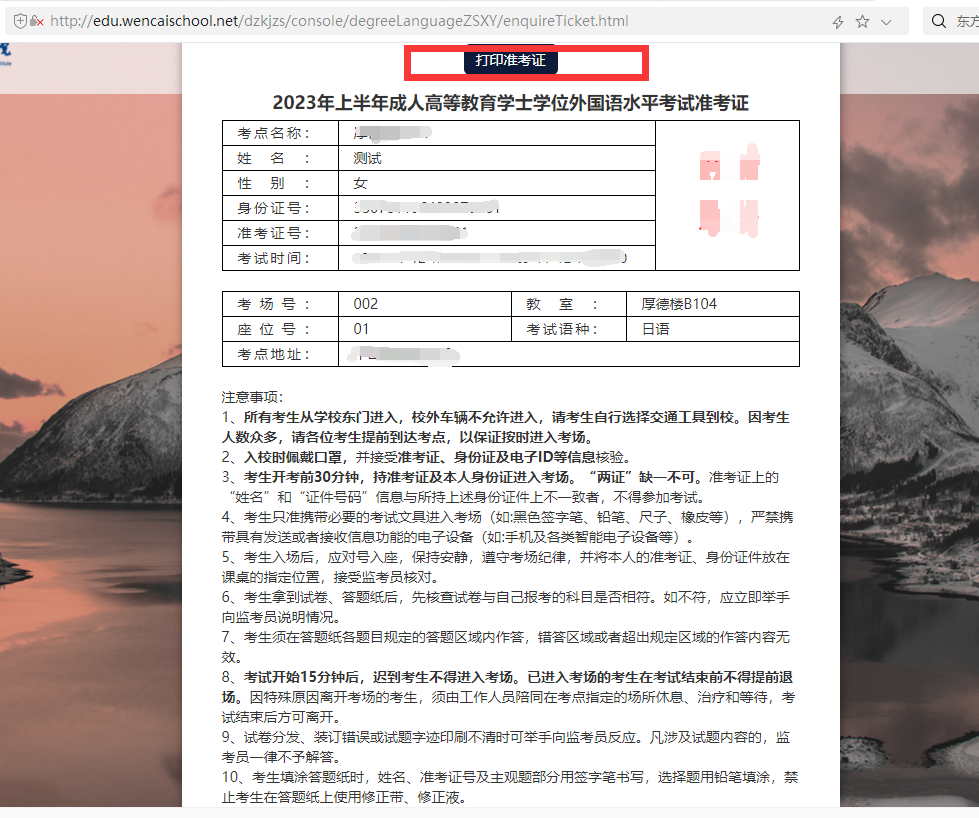 http://edu.wencaischool.net/dzkjzs/console/degreeLanguageZSXY/enquireTicket.html
东方
打印准考证
2023年上半年成人高等教育学士学位外国语水平考试准考证
考点名称：
姓 名 ： 测试
性 别 ： 女
身份证号：
准考证号：
考试时间：
考 场 号 ： 002 教 室 ： 厚德楼B104
座 位 号 ： 01 考试语种： 日语
考点地址：
注意事项：
1、所有考生从学校东门进入，校外车辆不允许进入，请考生自行选择交通工具到校。因考生
人数众多，请各位考生提前到达考点，以保证按时进入考场。
2、入校时佩戴口罩，并接受准考证、身份证及电子ID等信息核验。
3、考生开考前30分钟，持准考证及本人身份证进入考场。“两证”缺一不可。准考证上的
“姓名”和“证件号码”信息与所持上述身份证件上不一致者，不得参加考试。
4、考生只准携带必要的考试文具进入考场（如:黑色签字笔、铅笔、尺子、橡皮等），严禁携
带具有发送或者接收信息功能的电子设备（如:手机及各类智能电子设备等）。
5、考生入场后，应对号入座，保持安静，遵守考场纪律，并将本人的准考证、身份证件放在
课桌的指定位置，接受监考员核对。
6、考生拿到试卷、答题纸后，先核查试卷与自己报考的科目是否相符。如不符，应立即举手
向监考员说明情况。
7、考生须在答题纸各题目规定的答题区域内作答，错答区域或者超出规定区域的作答内容无
效。
8、考试开始15分钟后，迟到考生不得进入考场。已进入考场的考生在考试结束前不得提前退
场。因特殊原因离开考场的考生，须由工作人员陪同在考点指定的场所休息、治疗和等待，考
试结束后方可离开。
9、试卷分发、装订错误或试题字迹印刷不清时可举手向监考员反应。凡涉及试题内容的，监
考员一律不予解答。
10、考生填涂答题纸时，姓名、准考证号及主观题部分用签字笔书写，选择题用铅笔填涂，禁
止考生在答题纸上使用修正带、修正液。